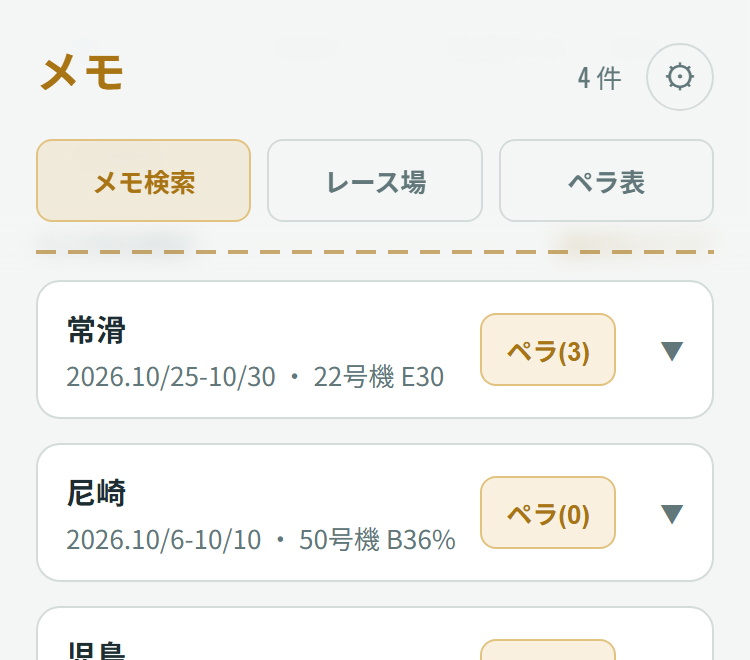 メモ
4 件
メモ検索
レース場
ペラ表
常滑
2026.10/25-10/30 ・ 22号機 E30
ペラ(3)
▼
尼崎
2026.10/6-10/10 ・ 50号機 B36%
ペラ(0)
▼
児島